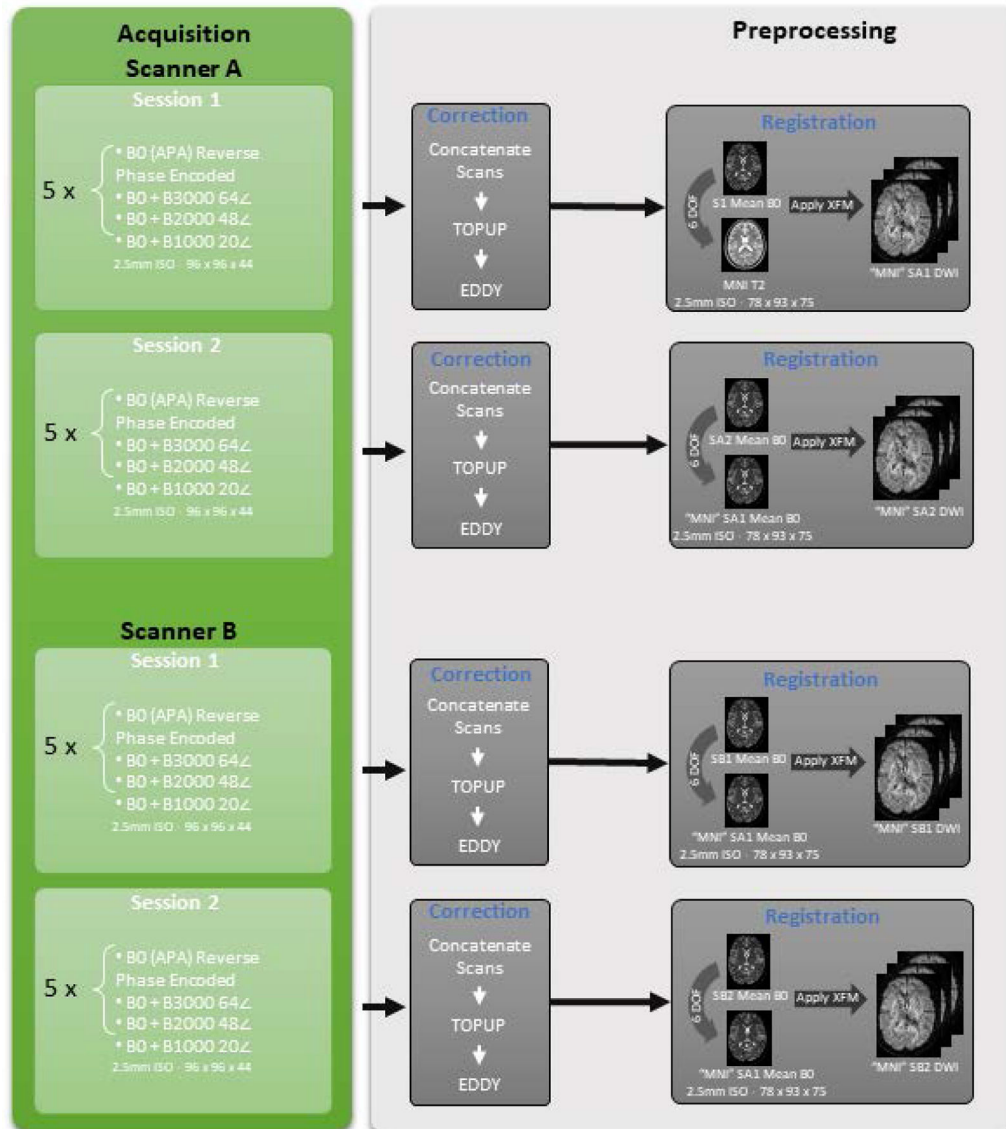 Acquisition
Scanner A
Session 1
5 x
• B0 (APA) Reverse
Phase Encoded
• B0 + B3000 64∠
• B0 + B2000 48∠
• B0 + B1000 20∠
2.5mm ISO · 96 x 96 x 44
Session 2
5 x
• B0 (APA) Reverse
Phase Encoded
• B0 + B3000 64∠
• B0 + B2000 48∠
• B0 + B1000 20∠
2.5mm ISO · 96 x 96 x 44
Scanner B
Session 1
5 x
• B0 (APA) Reverse
Phase Encoded
• B0 + B3000 64∠
• B0 + B2000 48∠
• B0 + B1000 20∠
2.5mm ISO · 96 x 96 x 44
Session 2
5 x
• B0 (APA) Reverse
Phase Encoded
• B0 + B3000 64∠
• B0 + B2000 48∠
• B0 + B1000 20∠
2.5mm ISO · 96 x 96 x 44
Preprocessing
Correction
Concatenate
Scans
TOPUP
EDDY
Registration
6 DOF
S1 Mean B0
Apply XFM
MNI T2
2.5mm ISO · 78 x 93 x 75
"MNI" SA1 DWI
Correction
Concatenate
Scans
TOPUP
EDDY
Registration
6 DOF
SA2 Mean B0
Apply XFM
"MNI" SA1 Mean B0
2.5mm ISO · 78 x 93 x 75
"MNI" SA2 DWI
Correction
Concatenate
Scans
TOPUP
EDDY
Registration
6 DOF
SB1 Mean B0
Apply XFM
"MNI" SA1 Mean B0
2.5mm ISO · 78 x 93 x 75
"MNI" SB1 DWI
Correction
Concatenate
Scans
TOPUP
EDDY
Registration
6 DOF
SB2 Mean B0
Apply XFM
"MNI" SA1 Mean B0
2.5mm ISO · 78 x 93 x 75
"MNI" SB2 DWI